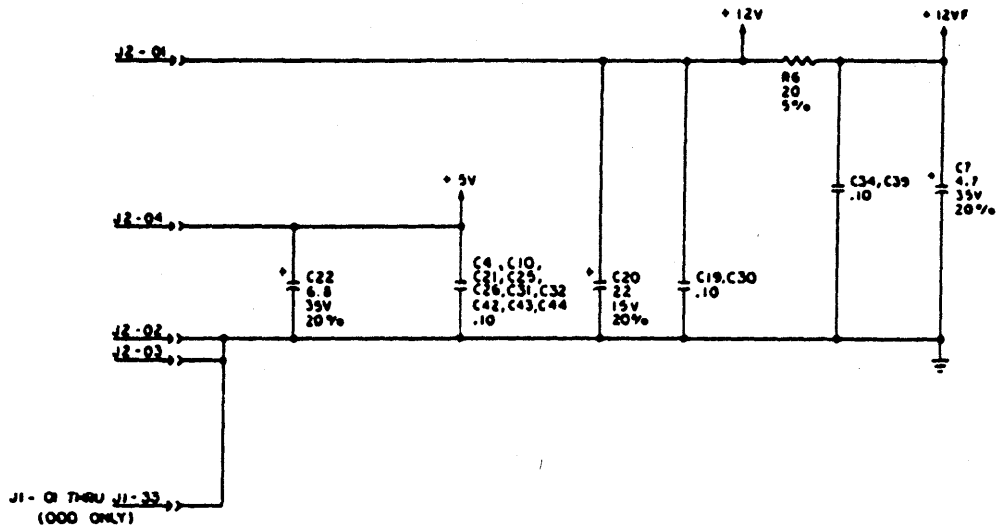 + 12V
+ 12VF
J2-01
R6
20
5%
C34, C39
.10
+
C7
4.7
35V
20%
+ 5V
J2-04
+
C22
6.8
35V
20%
C4, C10,
C21, C25,
C26, C31, C32
C42, C43, C44
.10
+
C20
22
15V
20%
C19, C30
.10
J2-02
J2-03
J1- 01 THRU J1-33
(ODD ONLY)